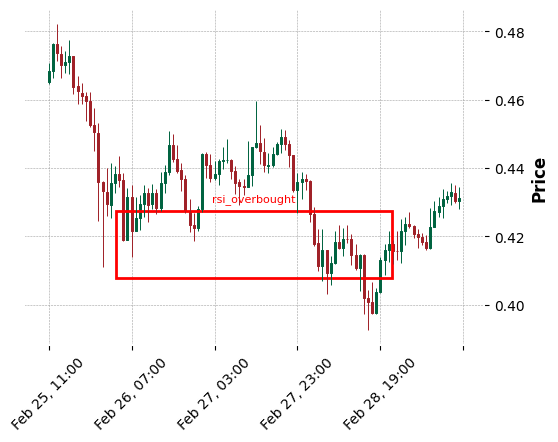 0.48
0.46
0.44
rsi_overbought
0.42
0.40
Price
Feb 25, 11:00
Feb 26, 07:00
Feb 27, 03:00
Feb 27, 23:00
Feb 28, 19:00